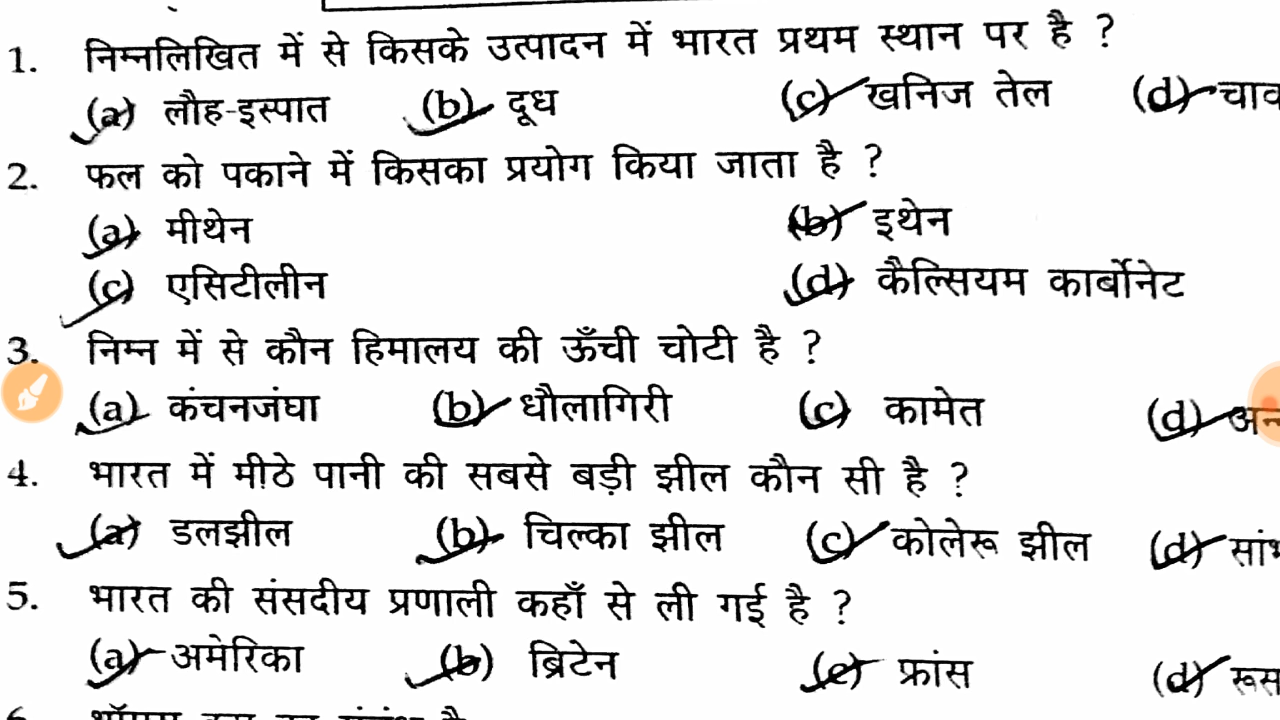 1. निम्नलिखित में से किसके उत्पादन में भारत प्रथम स्थान पर है ?
(a) लौह-इस्पात (b) दूध (c) खनिज तेल (d)
2. फल को पकाने में किसका प्रयोग किया जाता है ?
(a) मीथेन (b) इथेन
(c) एसिटीलीन (d) कैल्सियम कार्बोनेट
3. निम्न में से कौन हिमालय की ऊँची चोटी है ?
(a) कंचनजंघा (b) धौलागिरी (c) कामेत (d)
4. भारत में मीठे पानी की सबसे बड़ी झील कौन सी है ?
(a) डलझील (b) चिल्का झील (c) कोलेरू झील (d)
5. भारत की संसदीय प्रणाली कहाँ से ली गई है ?
(a) अमेरिका (b) ब्रिटेन (c) फ्रांस (d) रूस